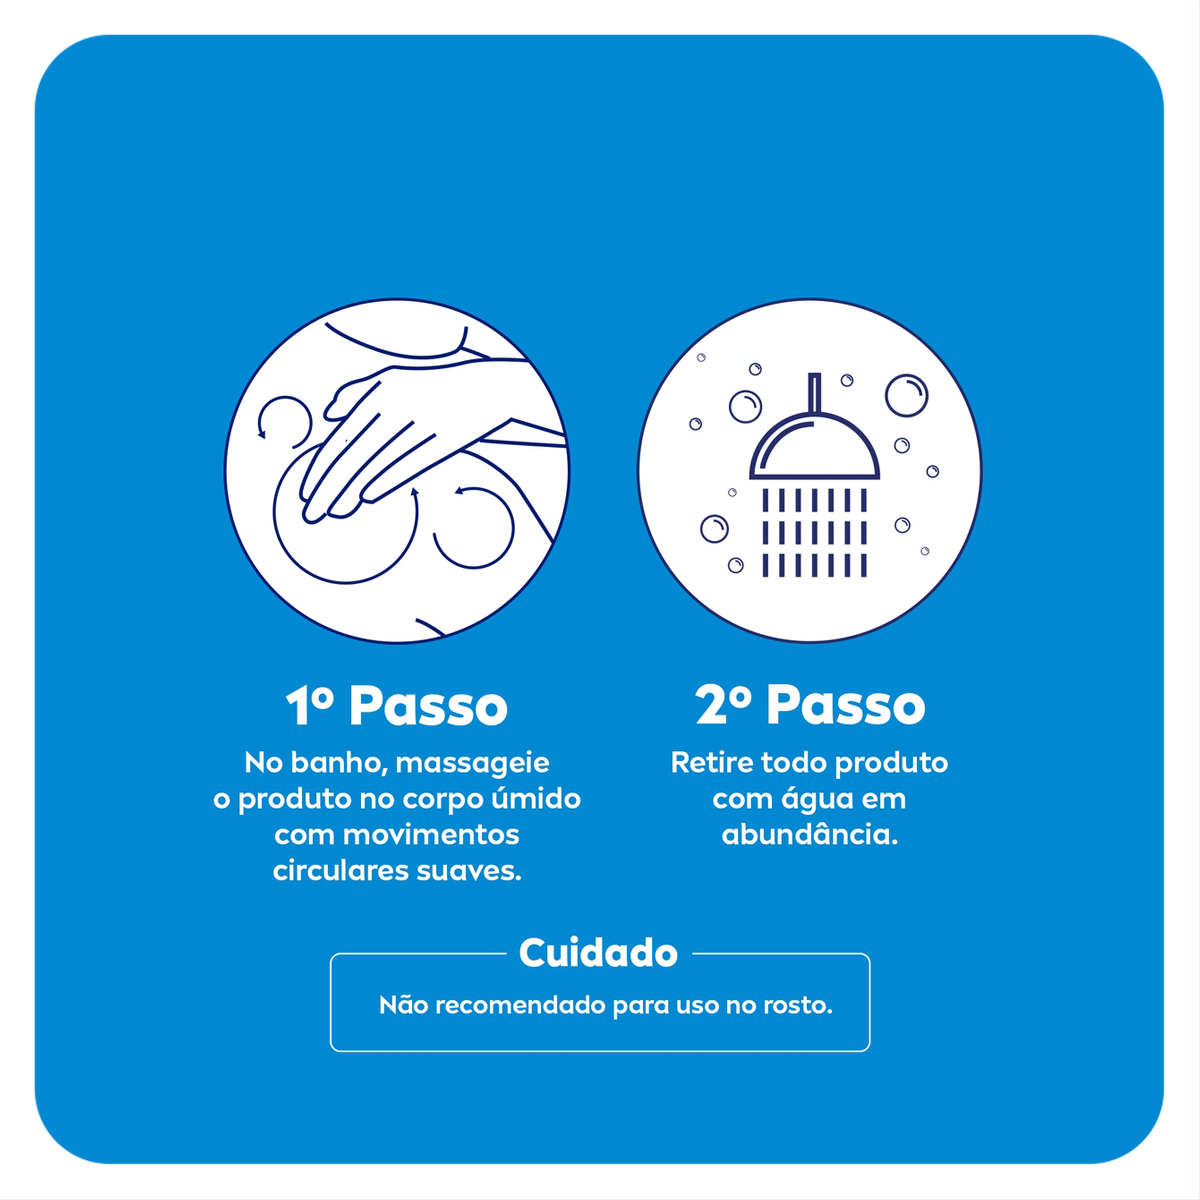 1º Passo
No banho, massageie
o produto no corpo úmido
com movimentos
circulares suaves.
2º Passo
Retire todo produto
com água em
abundância.
Cuidado
Não recomendado para uso no rosto.